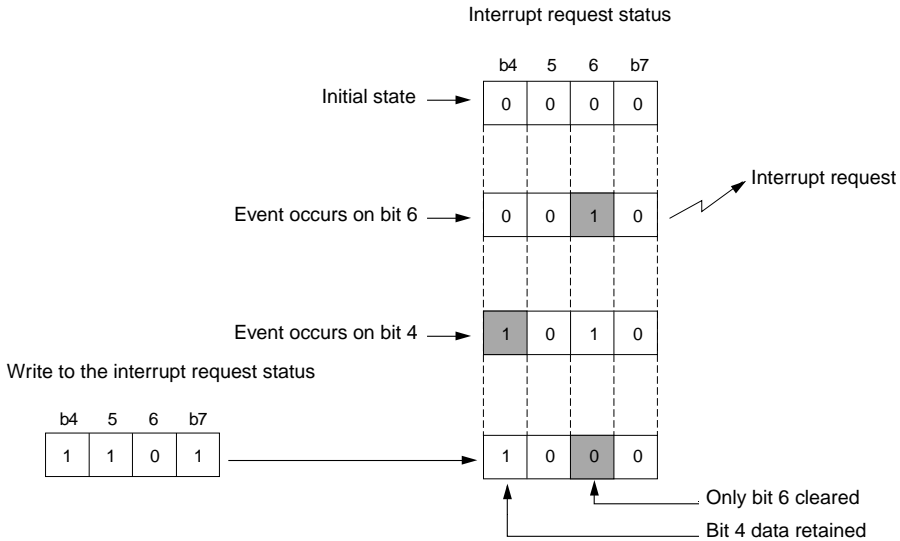 Interrupt request status
b4 5 6 b7
Initial state 0 0 0 0
Interrupt request
Event occurs on bit 6 0 0 1 0
Event occurs on bit 4 1 0 1 0
Write to the interrupt request status
b4 5 6 b7
1 1 0 1 1 0 0 0
Only bit 6 cleared
Bit 4 data retained